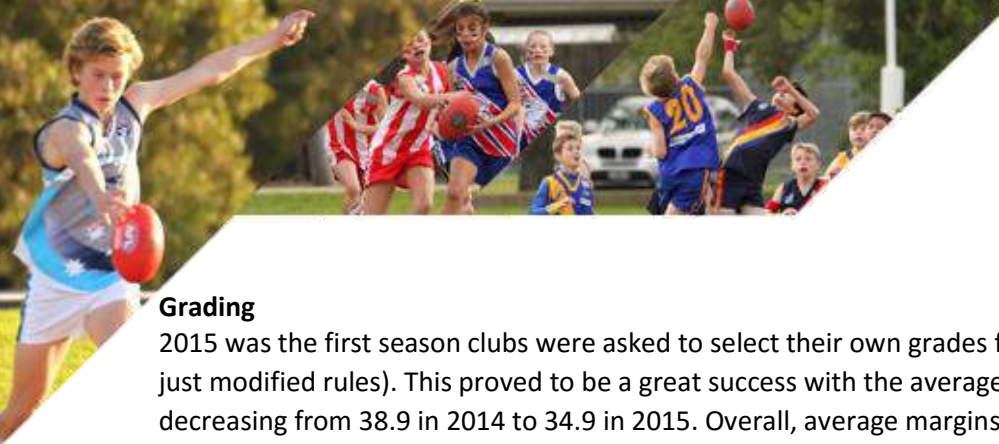 20
Grading
2015 was the first season clubs were asked to select their own grades
just modified rules). This proved to be a great success with the average
decreasing from 38.9 in 2014 to 34.9 in 2015. Overall, average margins